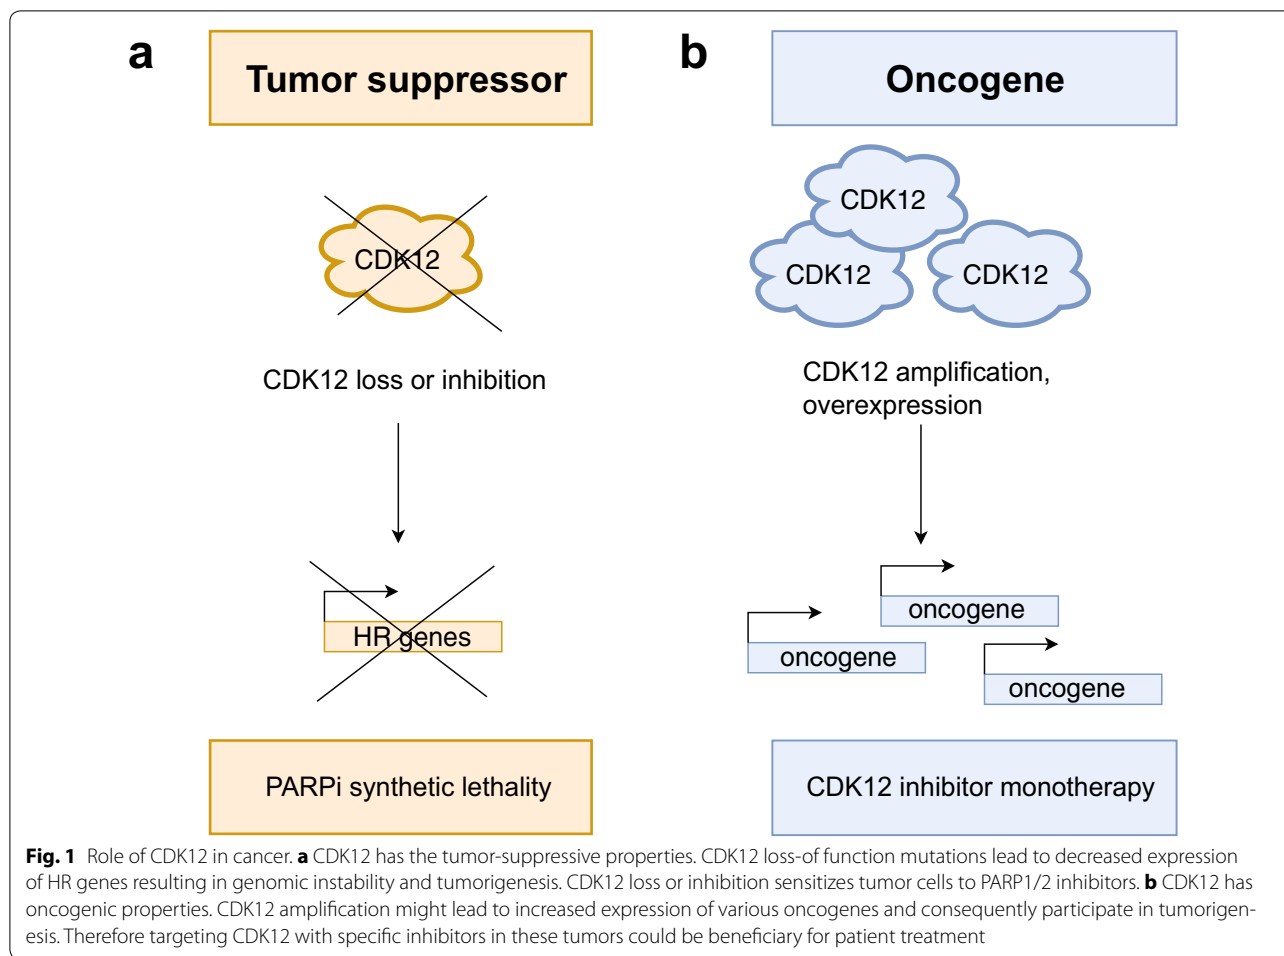 a
Tumor suppressor
CDK12
CDK12 loss or inhibition
HR genes
PARPi synthetic lethality
b
Oncogene
CDK12
CDK12
CDK12
CDK12 amplification,
overexpression
oncogene
oncogene
oncogene
CDK12 inhibitor monotherapy
Fig. 1 Role of CDK12 in cancer. a CDK12 has the tumor-suppressive properties. CDK12 loss-of function mutations lead to decreased expression
of HR genes resulting in genomic instability and tumorigenesis. CDK12 loss or inhibition sensitizes tumor cells to PARP1/2 inhibitors. b CDK12 has
oncogenic properties. CDK12 amplification might lead to increased expression of various oncogenes and consequently participate in tumorigen-
esis. Therefore targeting CDK12 with specific inhibitors in these tumors could be beneficiary for patient treatment